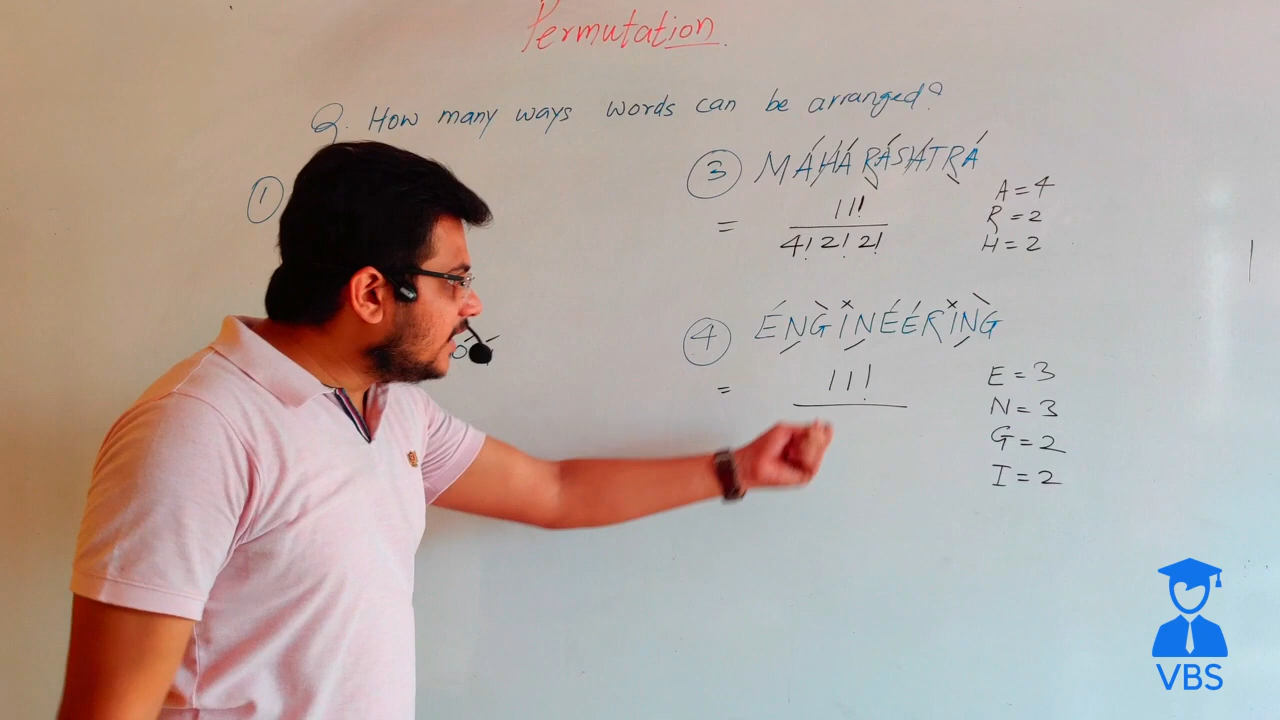 Permutation
Q. How many ways words can be arranged?
1
3 MAHARASHTRA
= 11! / 4! 2! 2!
A = 4
R = 2
H = 2
4 ENGINEERING
= 11!
E = 3
N = 3
G = 2
I = 2
VBS